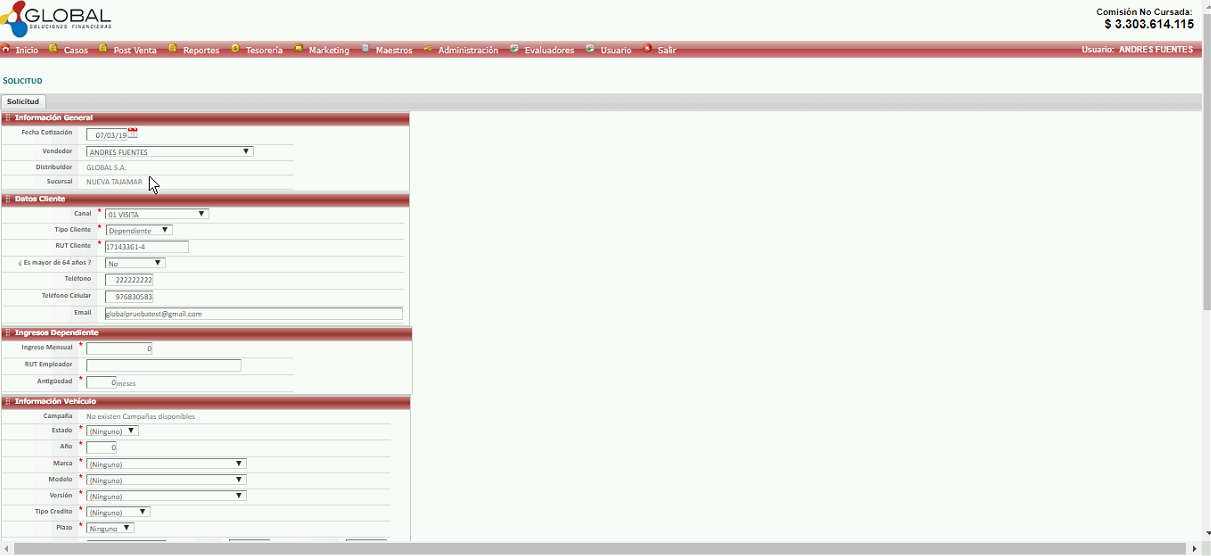 GLOBAL
SOLUCIONES FINANCIERAS
Comisión No Cursada:
$ 3.303.614.115
Inicio Casos Post Venta Reportes Tesorería Marketing Maestros Administración Evaluadores Usuario Salir Usuario: ANDRES FUENTES
SOLICITUD
Solicitud
Información General
Fecha Cotización 07/03/19
Vendedor ANDRES FUENTES
Distribuidor GLOBAL S.A.
Sucursal NUEVA TAJAMAR
Datos Cliente
Canal * 01 VISITA
Tipo Cliente * Dependiente
RUT Cliente * 17143361-4
¿ Es mayor de 64 años ? No
Teléfono 222222222
Teléfono Celular 976830583
Email globalpruebatest@gmail.com
Ingresos Dependiente
Ingreso Mensual * 0
RUT Empleador
Antigüedad * 0 meses
Información Vehículo
Campaña No existen Campañas disponibles
Estado * (Ninguno)
Año * 0
Marca * (Ninguno)
Modelo * (Ninguno)
Versión * (Ninguno)
Tipo Credito * (Ninguno)
Plazo * Ninguno